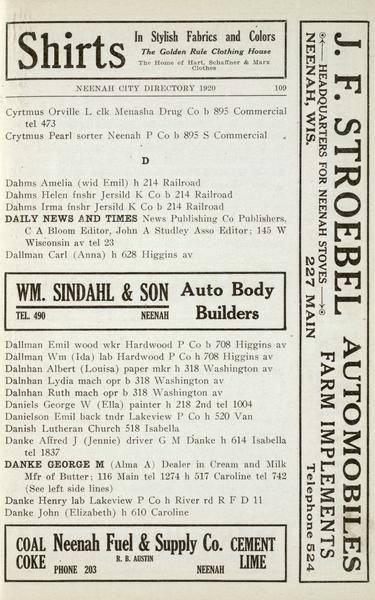 Shirts
In Stylish Fabrics and Colors
The Golden Rule Clothing House
The Home of Hart, Schaffner & Marx
Clothes
NEENAH CITY DIRECTORY 1920 109
Cyrtmus Orville L clk Menasha Drug Co b 895 Commercial
tel 473
Crytmus Pearl sorter Neenah P Co b 895 S Commercial
D
Dahms Amelia (wid Emil) h 214 Railroad
Dahms Helen fnshr Jersild K Co b 214 Railroad
Dahms Irma fnshr Jersild K Co b 214 Railroad
DAILY NEWS AND TIMES News Publishing Co Publishers,
C A Bloom Editor, John A Studley Asso Editor; 145 W
Wisconsin av tel 23
Dallman Carl (Anna) h 628 Higgins av
WM. SINDAHL & SON
TEL. 490 NEENAH
Auto Body
Builders
Dallman Emil wood wkr Hardwood P Co b 708 Higgins av
Dallman Wm (Ida) lab Hardwood P Co h 708 Higgins av
Dalnhan Albert (Louisa) paper mkr h 318 Washington av
Dalnhan Lydia mach opr b 318 Washington av
Dalnhan Ruth mach opr b 318 Washington av
Daniels George W (Ella) painter h 218 2nd tel 1004
Danielson Emil back tndr Lakeview P Co h 520 Van
Danish Lutheran Church 518 Isabella
Danke Alfred J (Jennie) driver G M Danke h 614 Isabella
tel 1837
DANKE GEORGE M (Alma A) Dealer in Cream and Milk
Mfr of Butter; 116 Main tel 1274 h 517 Caroline tel 742
(See left side lines)
Danke Henry lab Lakeview P Co h River rd R F D 11
Danke John (Elizabeth) h 610 Caroline
COAL
COKE
Neenah Fuel & Supply Co.
R. B. AUSTIN
PHONE 203 NEENAH
CEMENT
LIME
J. F. STROEBEL
HEADQUARTERS FOR NEENAH STOVES
NEENAH, WIS. 227 MAIN
AUTOMOBILES
FARM IMPLEMENTS
Telephone 524